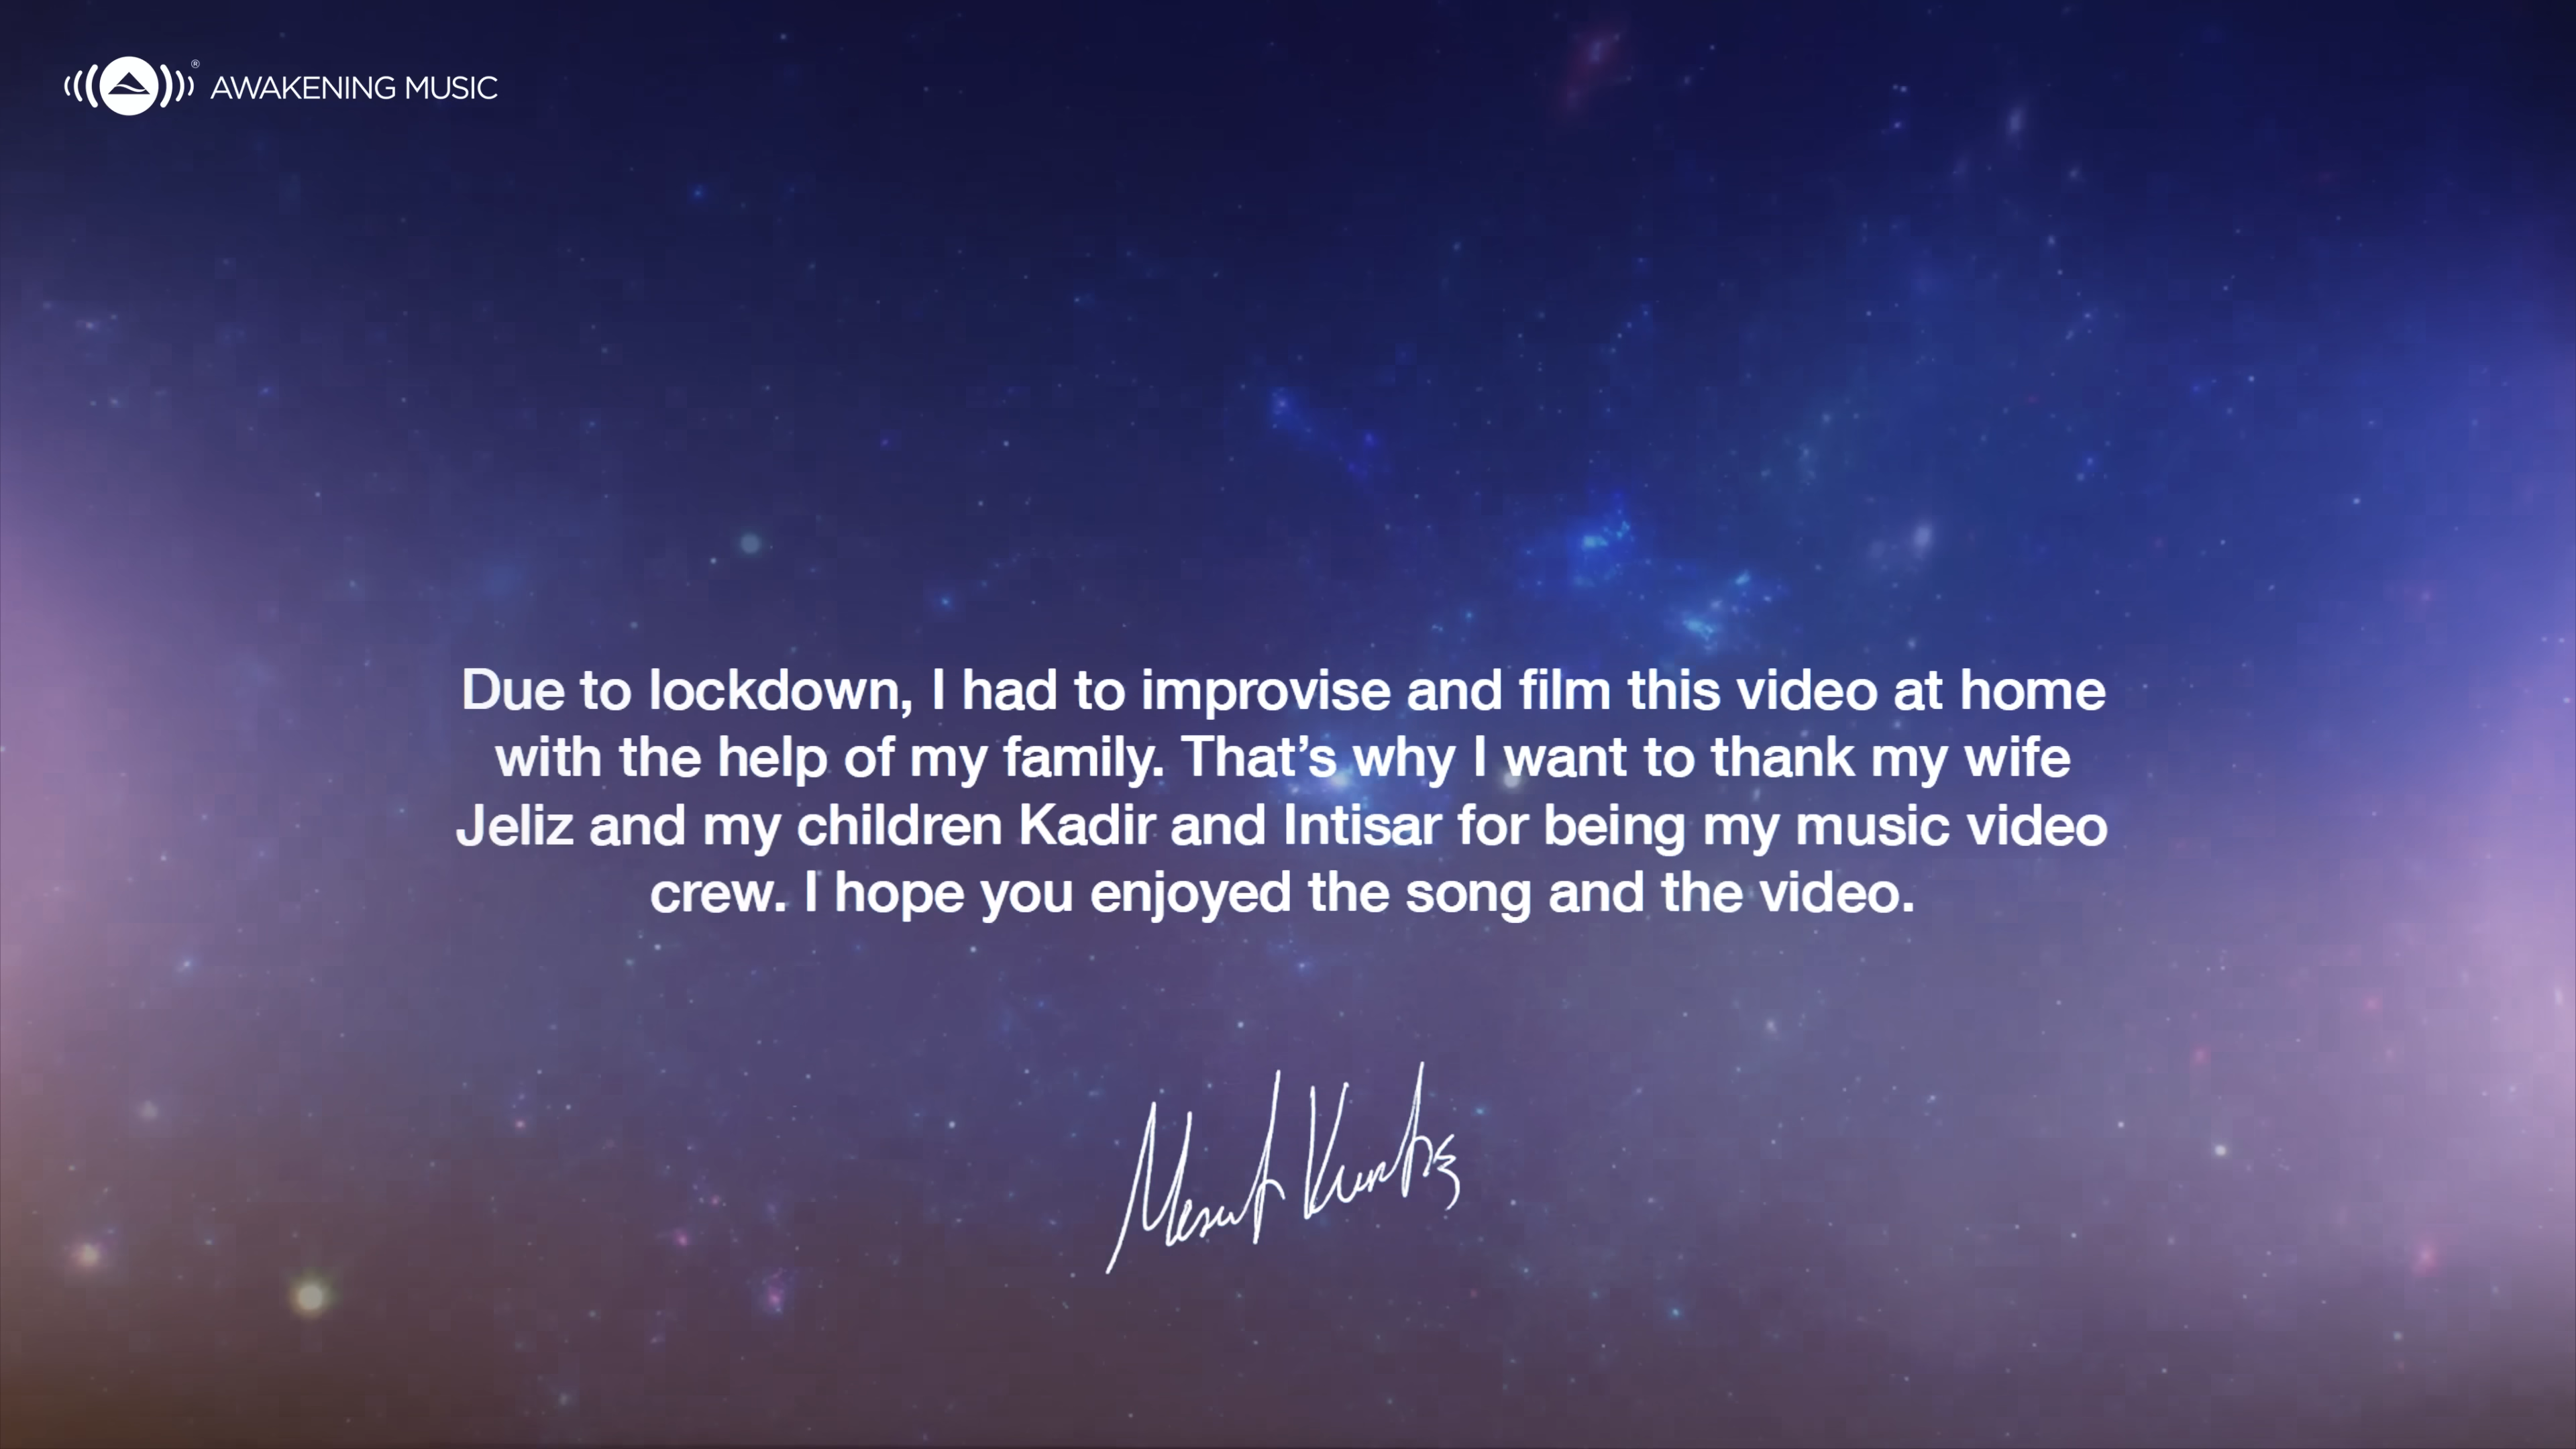 ® AWAKENING MUSIC
Due to lockdown, I had to improvise and film this video at home
with the help of my family. That’s why I want to thank my wife
Jeliz and my children Kadir and Intisar for being my music video
crew. I hope you enjoyed the song and the video.
Mesut Kurtis